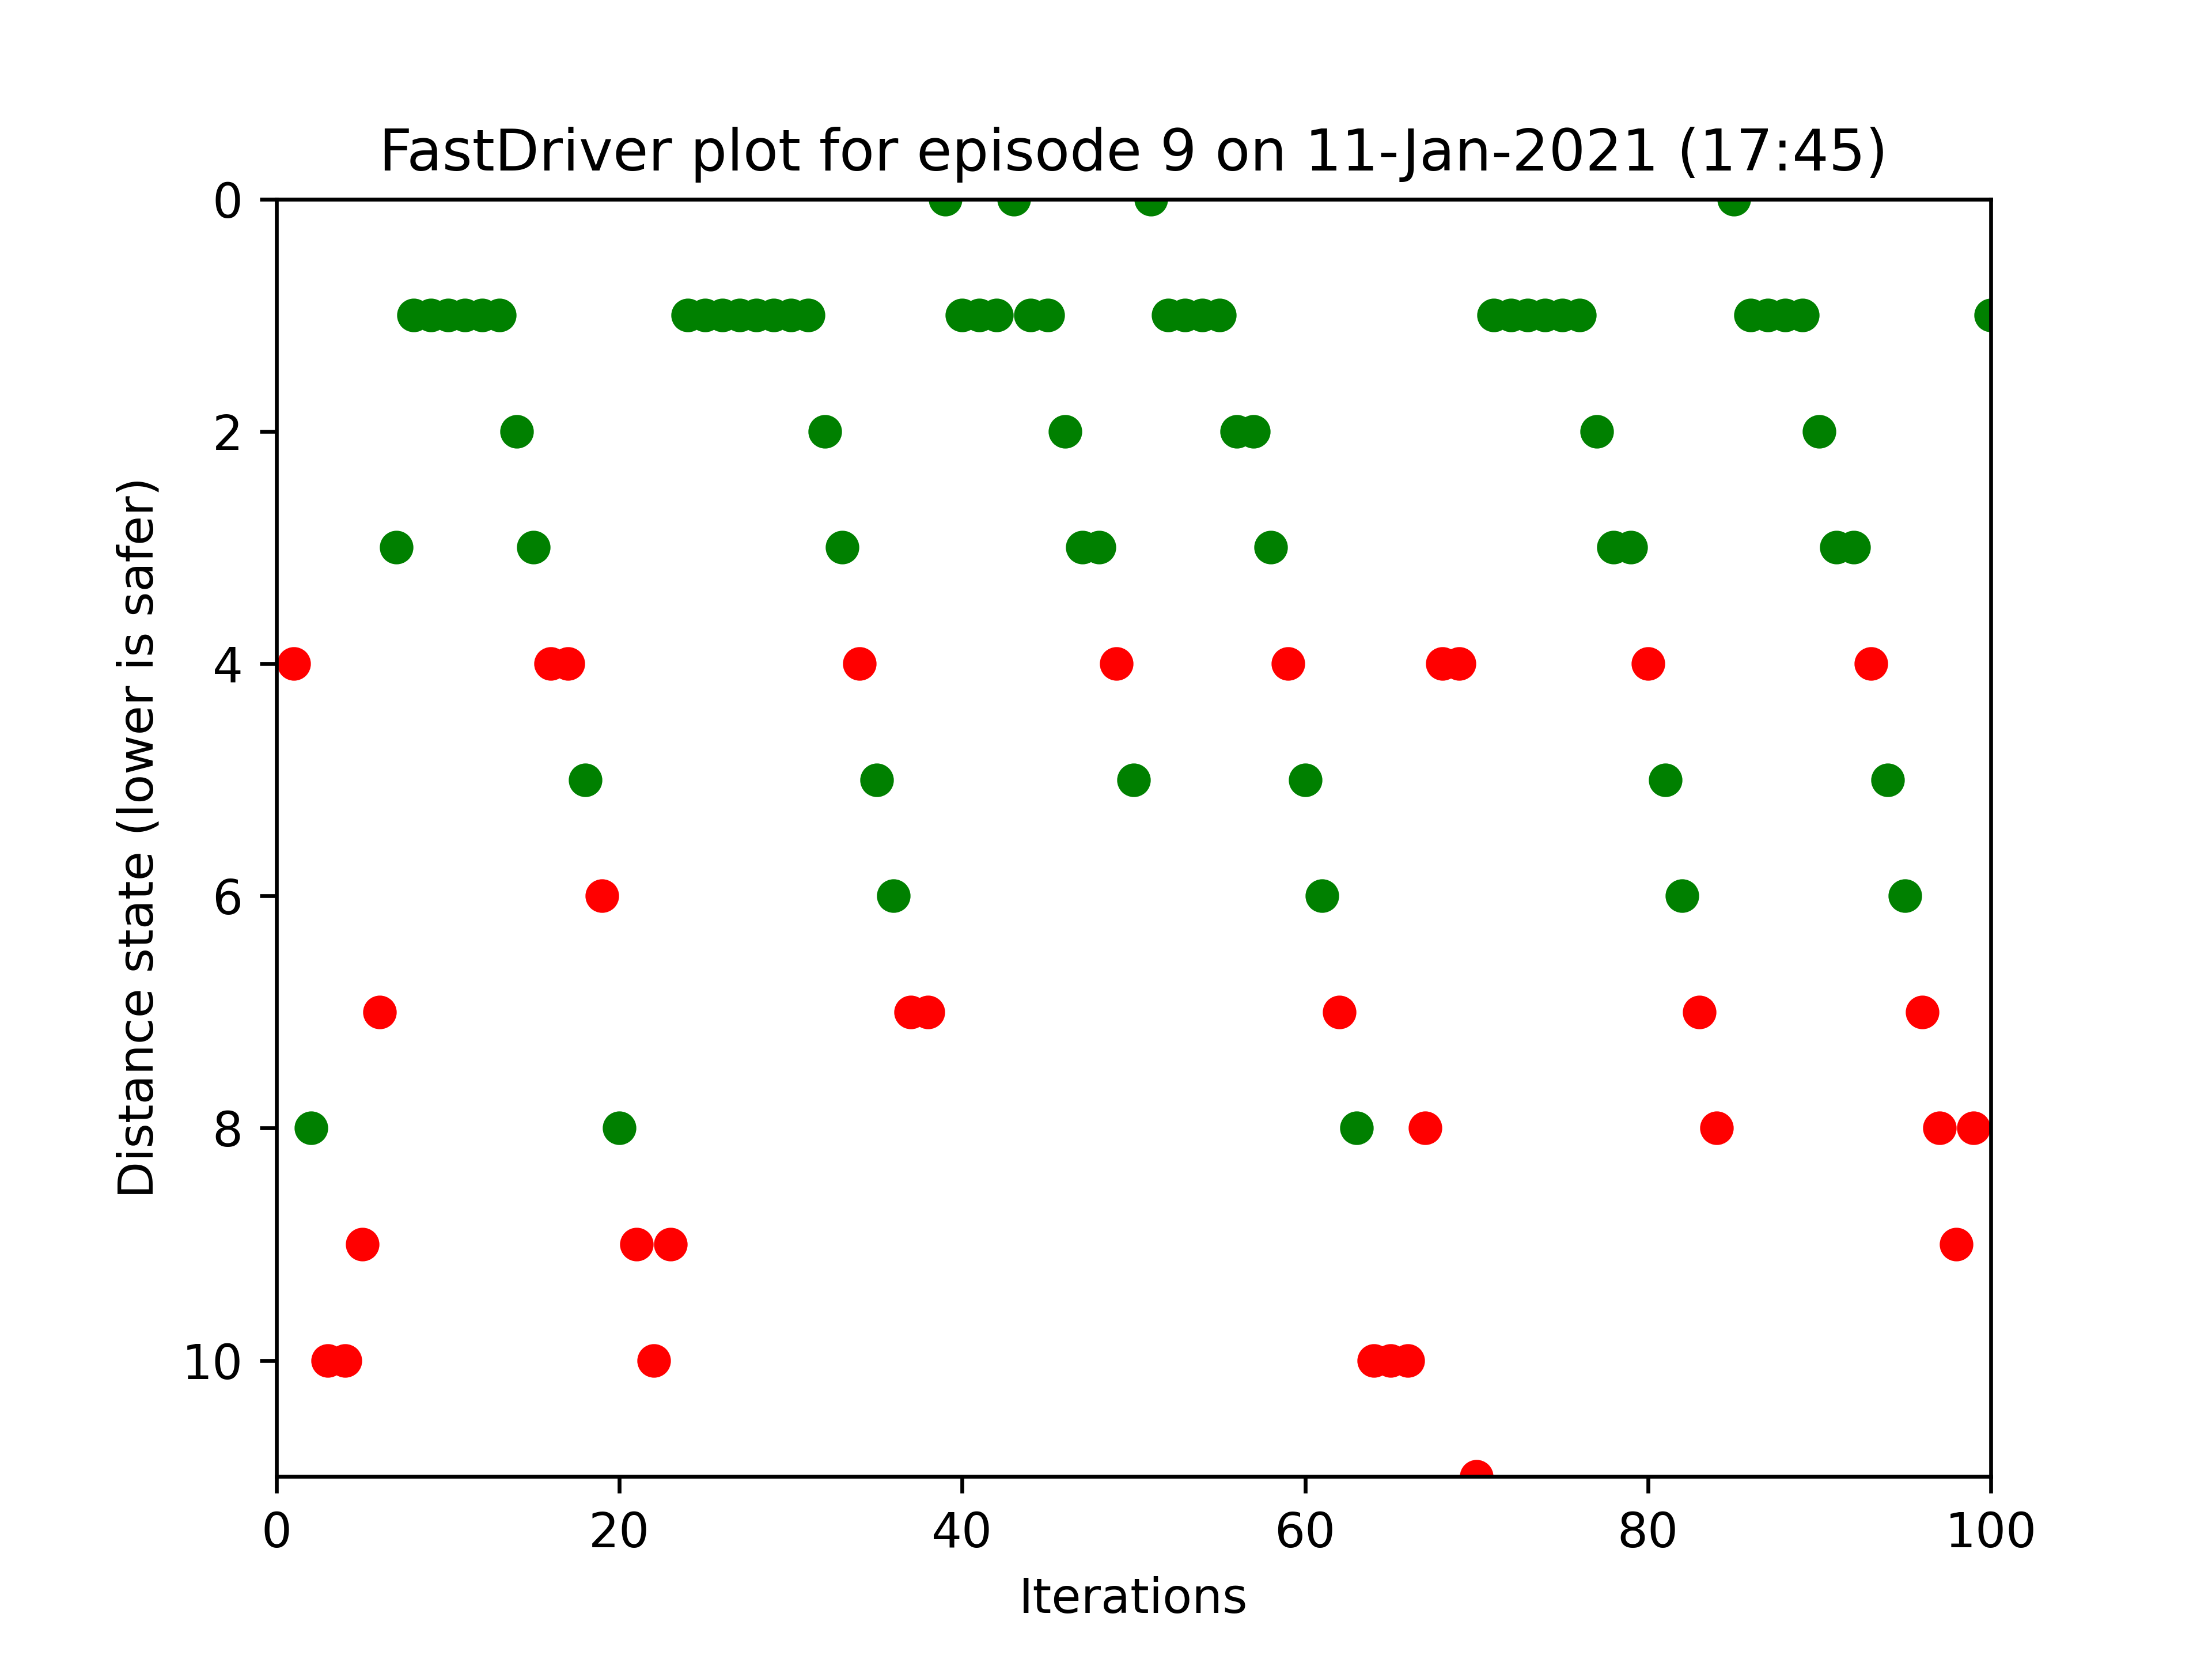 FastDriver plot for episode 9 on 11-Jan-2021 (17:45)
0
2
4
6
8
10
Distance state (lower is safer)
0 20 40 60 80 100
Iterations